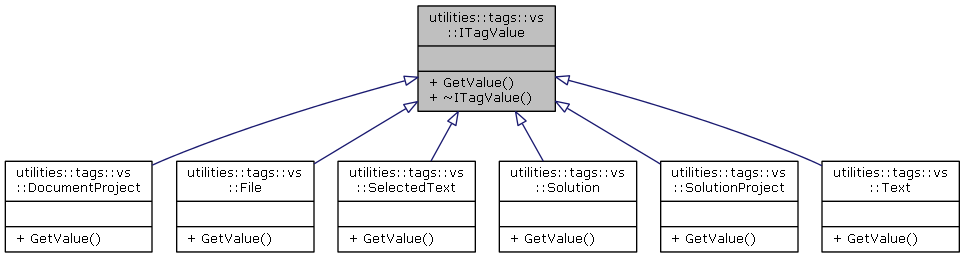 utilities::tags::vs
::ITagValue
+ GetValue()
+ ~ITagValue()
utilities::tags::vs
::DocumentProject
+ GetValue()
utilities::tags::vs
::File
+ GetValue()
utilities::tags::vs
::SelectedText
+ GetValue()
utilities::tags::vs
::Solution
+ GetValue()
utilities::tags::vs
::SolutionProject
+ GetValue()
utilities::tags::vs
::Text
+ GetValue()